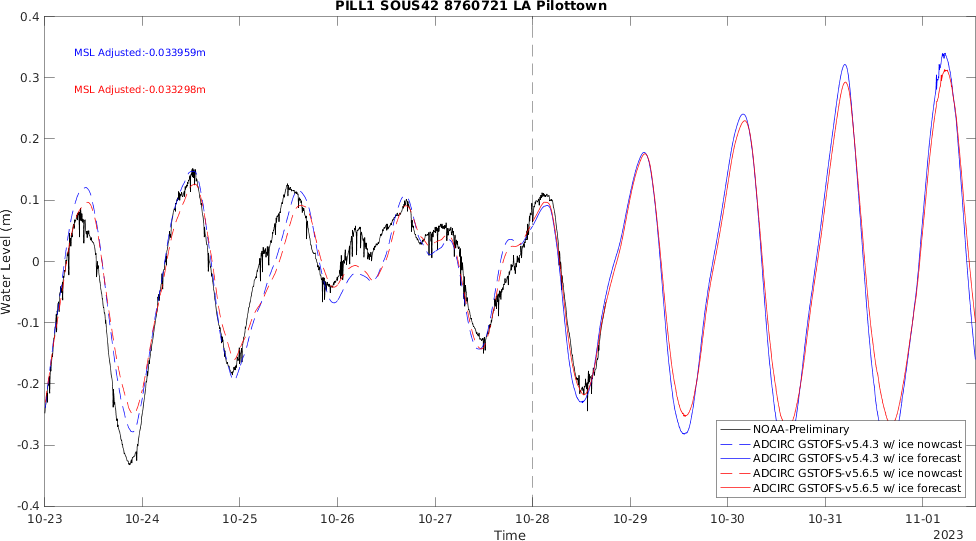 PILL1 SOUS42 8760721 LA Pilottown
0.4
0.3
0.2
0.1
0
-0.1
-0.2
-0.3
-0.4
Water Level (m)
MSL Adjusted:-0.033959m
MSL Adjusted:-0.033298m
NOAA-Preliminary
ADCIRC GSTOFS-v5.4.3 w/ ice nowcast
ADCIRC GSTOFS-v5.4.3 w/ ice forecast
ADCIRC GSTOFS-v5.6.5 w/ ice nowcast
ADCIRC GSTOFS-v5.6.5 w/ ice forecast
10-23 10-24 10-25 10-26 10-27 10-28 10-29 10-30 10-31 11-01
Time
2023